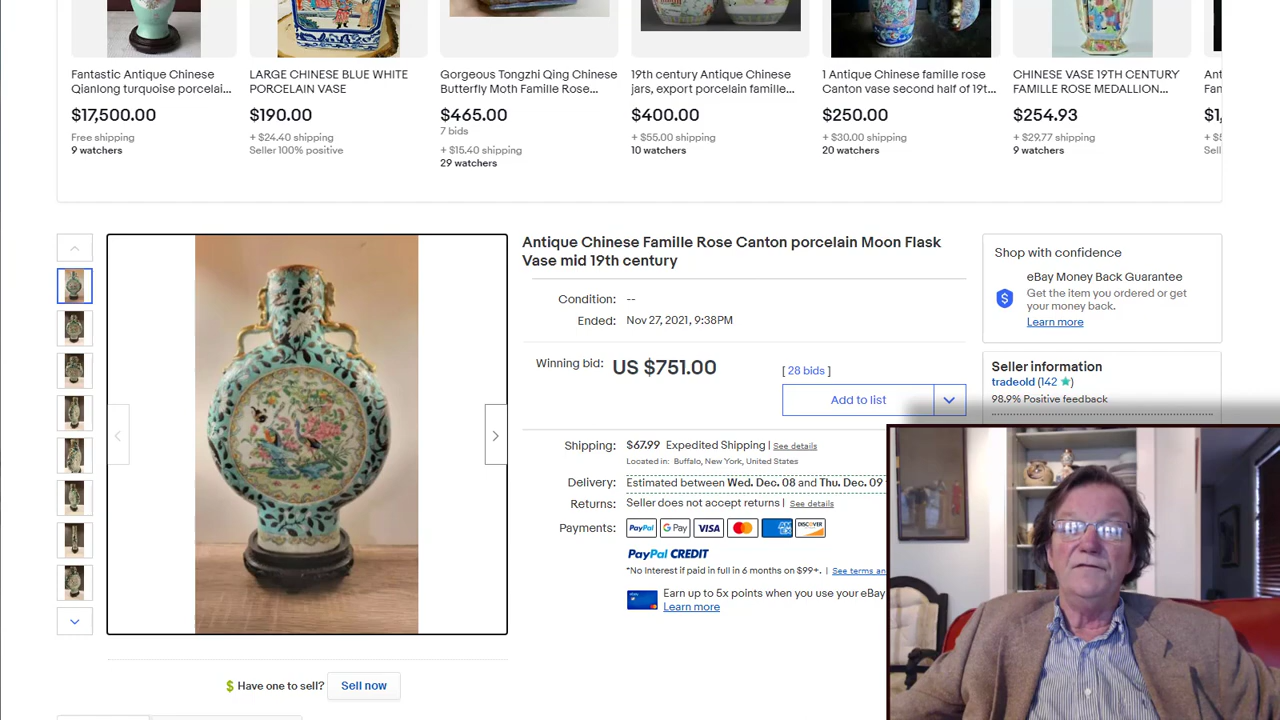 Fantastic Antique Chinese
Qianlong turquoise porcelai...
$17,500.00
Free shipping
9 watchers
LARGE CHINESE BLUE WHITE
PORCELAIN VASE
$190.00
+ $24.40 shipping
Seller 100% positive
Gorgeous Tongzhi Qing Chinese
Butterfly Moth Famille Rose...
$465.00
7 bids
+ $15.40 shipping
29 watchers
19th century Antique Chinese
jars, export porcelain famille...
$400.00
+ $55.00 shipping
10 watchers
1 Antique Chinese famille rose
Canton vase second half of 19t...
$250.00
+ $30.00 shipping
20 watchers
CHINESE VASE 19TH CENTURY
FAMILLE ROSE MEDALLION...
$254.93
+ $29.77 shipping
9 watchers
Ant
Fan
$1,
+ $5
Sell
Antique Chinese Famille Rose Canton porcelain Moon Flask
Vase mid 19th century
Condition: --
Ended: Nov 27, 2021, 9:38PM
Winning bid: US $751.00 [ 28 bids ]
Add to list
Shipping: $67.99 Expedited Shipping | See details
Located in: Buffalo, New York, United States
Delivery: Estimated between Wed. Dec. 08 and Thu. Dec. 09
Returns: Seller does not accept returns | See details
Payments: PayPal G Pay VISA MasterCard AMEX DISCOVER
PayPal CREDIT
*No Interest if paid in full in 6 months on $99+. | See terms an
Earn up to 5x points when you use your eBay
Learn more
Shop with confidence
eBay Money Back Guarantee
Get the item you ordered or get
your money back.
Learn more
Seller information
tradeold (142 ★)
98.9% Positive feedback
$ Have one to sell? Sell now